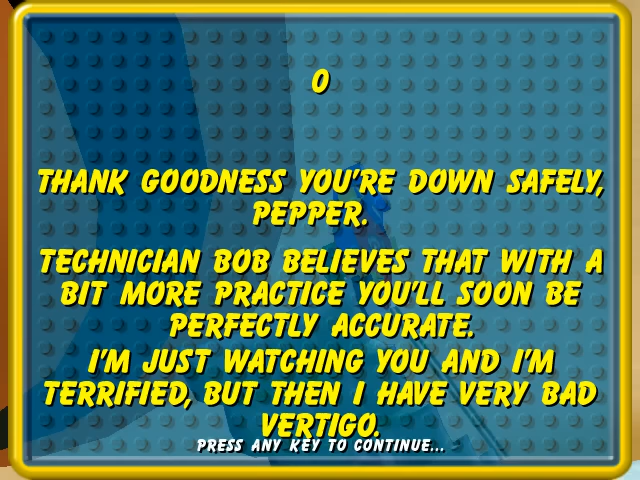 0
THANK GOODNESS YOU'RE DOWN SAFELY,
PEPPER.
TECHNICIAN BOB BELIEVES THAT WITH A
BIT MORE PRACTICE YOU'LL SOON BE
PERFECTLY ACCURATE.
I'M JUST WATCHING YOU AND I'M
TERRIFIED, BUT THEN I HAVE VERY BAD
VERTIGO.
PRESS ANY KEY TO CONTINUE...